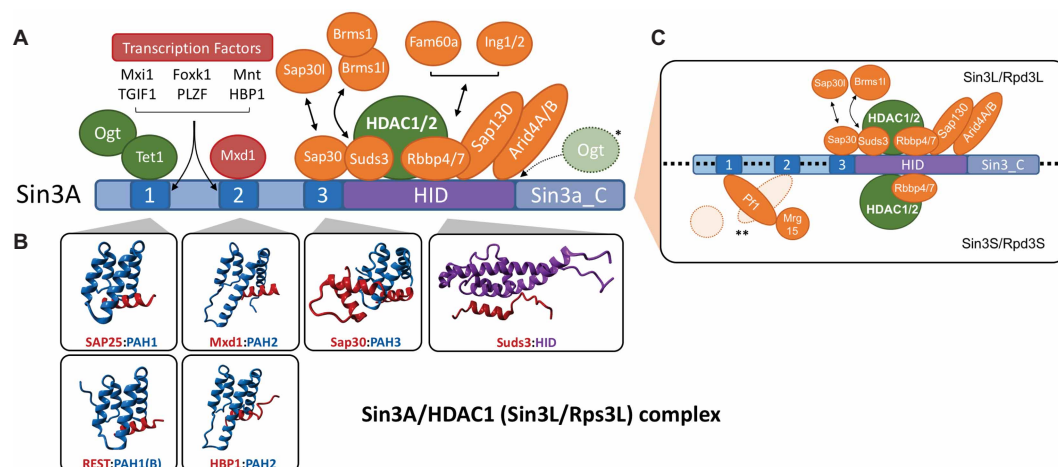 A
Transcription Factors
Mxi1 Foxk1 Mnt
TGIF1 PLZF HBP1
Ogt
Tet1
Mxd1
Sap30l
Brms1
Brms1l
Fam60a
Ing1/2
HDAC1/2
Sap30
Suds3
Rbbp4/7
Sap130
Arid4A/B
Ogt
*
Sin3A
1
2
3
HID
Sin3a_C
B
SAP25:PAH1
Mxd1:PAH2
Sap30:PAH3
Suds3:HID
REST:PAH1(B)
HBP1:PAH2
Sin3A/HDAC1 (Sin3L/Rps3L) complex
C
Sin3L/Rpd3L
Sap30l
Brms1l
HDAC1/2
Sap30
Suds3
Rbbp4/7
Sap130
Arid4A/B
1
2
3
HID
Sin3_C
Pf1
Mrg
15
**
Rbbp4/7
HDAC1/2
Sin3S/Rpd3S